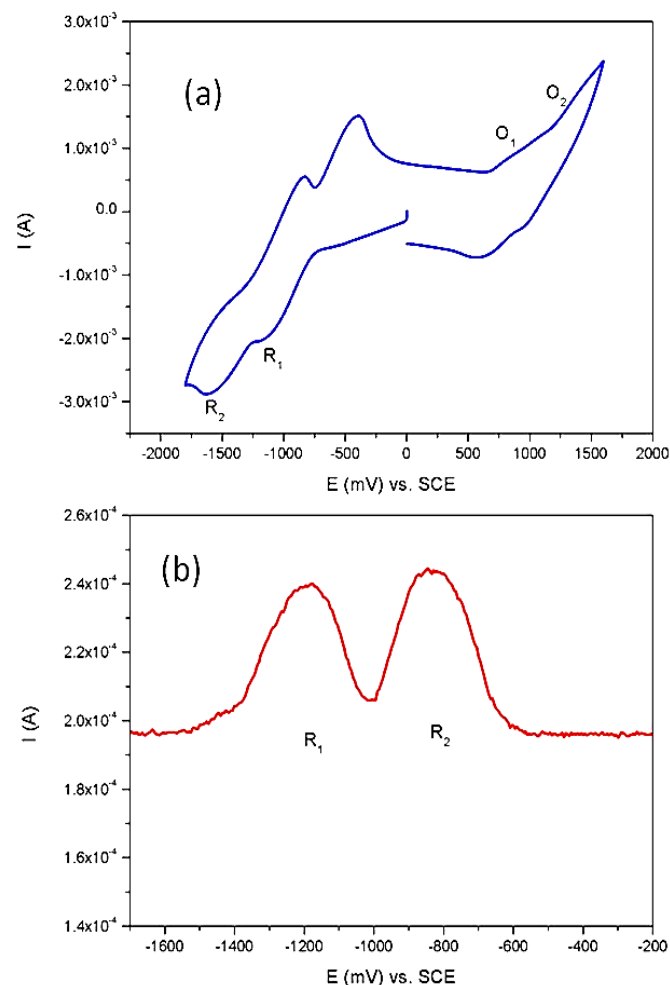 (a)
3.0x10⁻³
2.0x10⁻³
1.0x10⁻³
0.0
-1.0x10⁻³
-2.0x10⁻³
-3.0x10⁻³
I (A)
O₁
O₂
R₁
R₂
-2000 -1500 -1000 -500 0 500 1000 1500 2000
E (mV) vs. SCE
(b)
2.6x10⁻⁴
2.4x10⁻⁴
2.2x10⁻⁴
2.0x10⁻⁴
1.8x10⁻⁴
1.6x10⁻⁴
1.4x10⁻⁴
I (A)
R₁ R₂
-1600 -1400 -1200 -1000 -800 -600 -400 -200
E (mV) vs. SCE